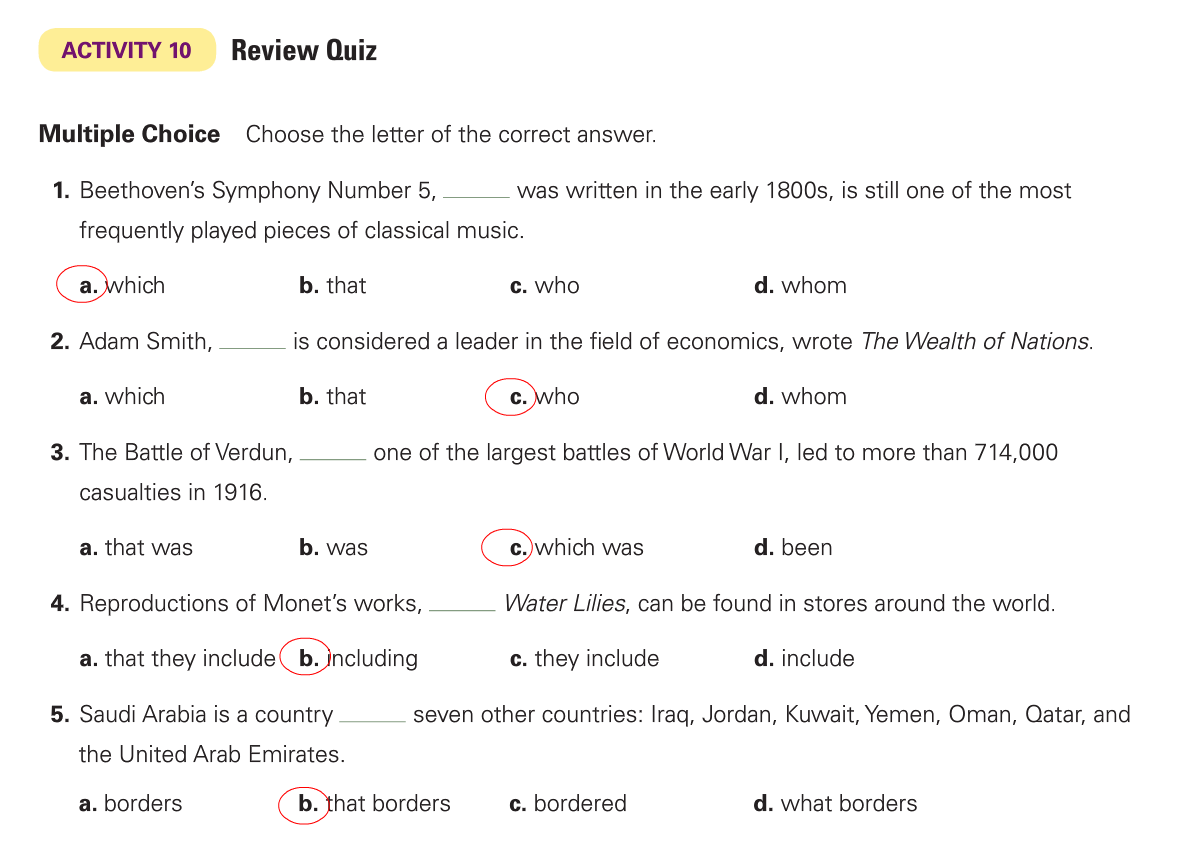 ACTIVITY 10 Review Quiz
Multiple Choice Choose the letter of the correct answer.
1. Beethoven’s Symphony Number 5, ______ was written in the early 1800s, is still one of the most
frequently played pieces of classical music.
a. which b. that c. who d. whom
2. Adam Smith, ______ is considered a leader in the field of economics, wrote The Wealth of Nations.
a. which b. that c. who d. whom
3. The Battle of Verdun, ______ one of the largest battles of World War I, led to more than 714,000
casualties in 1916.
a. that was b. was c. which was d. been
4. Reproductions of Monet’s works, ______ Water Lilies, can be found in stores around the world.
a. that they include b. including c. they include d. include
5. Saudi Arabia is a country ______ seven other countries: Iraq, Jordan, Kuwait, Yemen, Oman, Qatar, and
the United Arab Emirates.
a. borders b. that borders c. bordered d. what borders